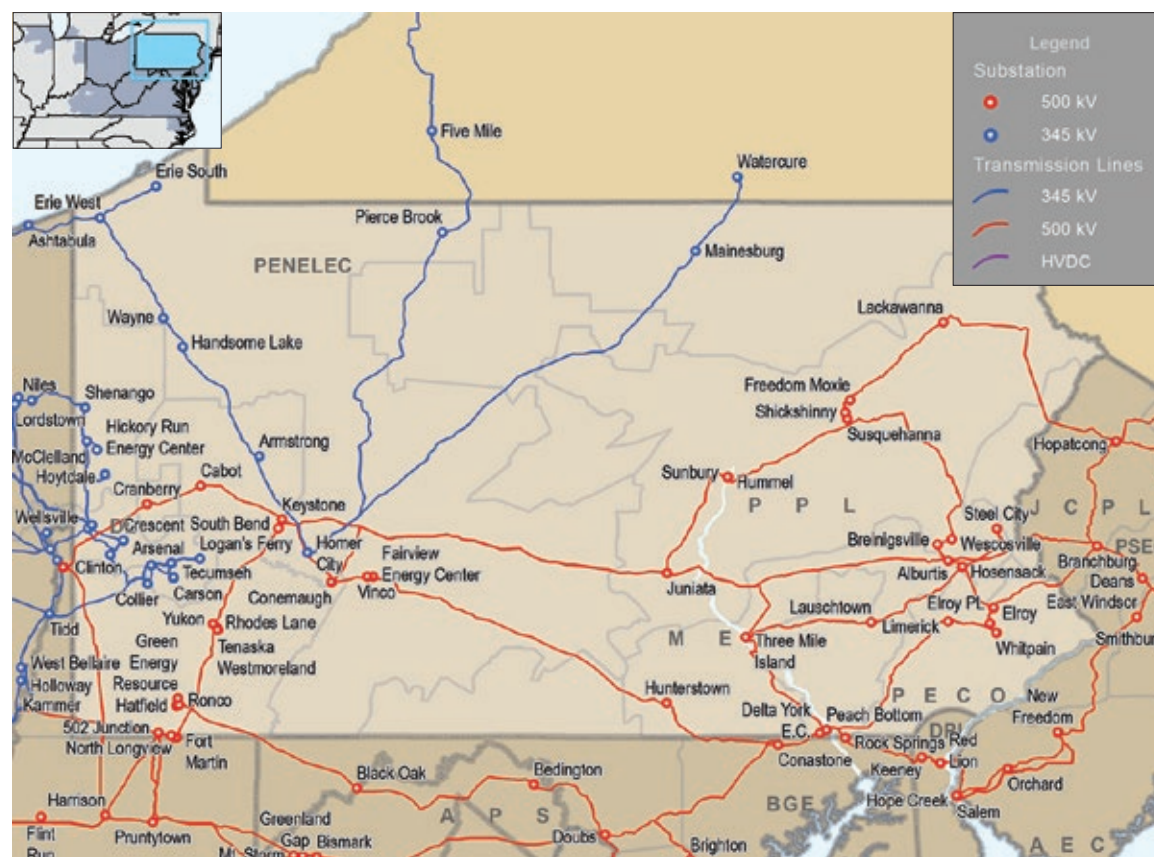 Legend
Substation
500 kV
345 kV
Transmission Lines
345 kV
500 kV
HVDC
Five Mile
Watercure
Erie South
Erie West
Ashtabula
Pierce Brook
Mainesburg
PENELEC
Wayne
Handsome Lake
Lackawanna
Niles
Shenango
Lordstown
Hickory Run
Energy Center
McClelland
Hoytdale
Armstrong
Freedom Moxie
Shickshinny
Susquehanna
Hopatcong
Cabot
Cranberry
Keystone
Sunbury
Hummel
P P L
J C P L
Wellsville
Crescent
South Bend
Logan's Ferry
Arsenal
Homer
City
Fairview
Energy Center
Steel City
Breinigsville
Wescosville
PSE
Branchburg
Clinton
Tecumseh
Carson
Collier
Conemaugh
Vinco
Juniata
Alburtis
Hosensack
Deans
East Windsor
Lauschtown
Elroy PL
Elroy
Limerick
Smithbu
Tidd
Yukon
Rhodes Lane
Green
Energy
Resource
Tenaska
Westmoreland
M E
Three Mile
Island
Whitpain
West Bellaire
Holloway
Kammer
Hatfield
Ronco
Hunterstown
P E C O
New
Freedom
Delta York
E.C.
Peach Bottom
502 Junction
North Longview
Fort
Martin
Conastone
DPL
Rock Springs
Red
Lion
Keeney
Orchard
Black Oak
Bedington
BGE
Hope Creek
Salem
Harrison
Flint
Run
Pruntytown
Greenland
Gap
Bismark
Mt Storm
A P S
Doubs
Brighton
A E C